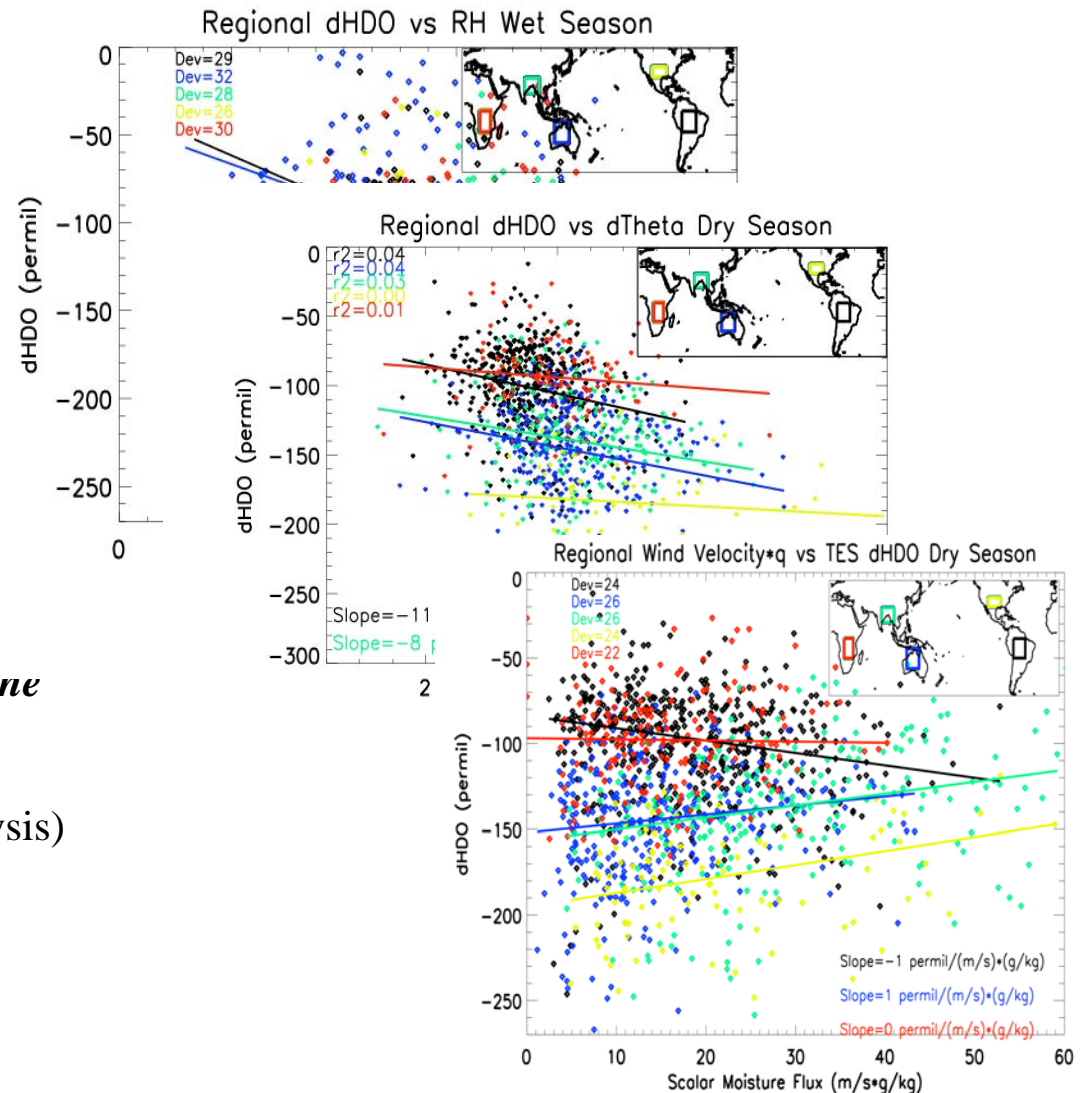 Regional dHDO vs RH Wet Season
Dev=29
Dev=32
Dev=28
Dev=26
Dev=30
0
-50
-100
-150
-200
-250
dHDO (permil)
0
Regional dHDO vs dTheta Dry Season
r2=0.04
r2=0.04
r2=0.03
r2=0.00
r2=0.01
0
-50
-100
-150
-200
-250
-300
dHDO (permil)
Slope=-11
Slope=-8
2
ne
ysis)
Regional Wind Velocity*q vs TES dHDO Dry Season
Dev=24
Dev=26
Dev=26
Dev=24
Dev=22
0
-50
-100
-150
-200
-250
dHDO (permil)
Slope=-1 permil/(m/s)*(g/kg)
Slope=1 permil/(m/s)*(g/kg)
Slope=0 permil/(m/s)*(g/kg)
0 10 20 30 40 50 60
Scalar Moisture Flux (m/s*g/kg)